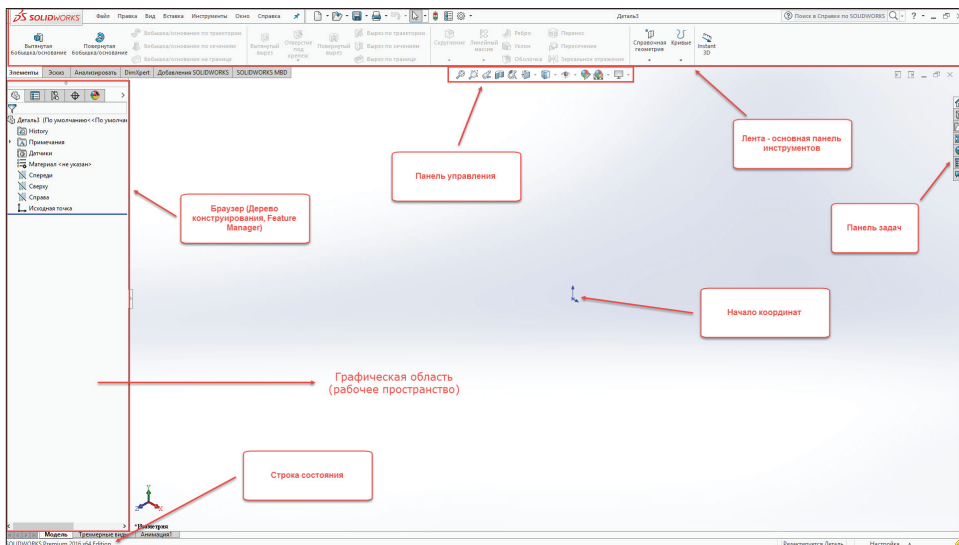 SOLIDWORKS
Файл Правка Вид Вставка Инструменты Окно Справка
Деталь3
Поиск в Справке по SOLIDWORKS
Вытянутая бобышка/основание
Повернутая бобышка/основание
Бобышка/основание по траектории
Бобышка/основание по сечениям
Бобышка/основание на границе
Вытянутый вырез
Отверстие под крепеж
Повернутый вырез
Вырез по траектории
Вырез по сечениям
Вырез по границе
Скругление
Линейный массив
Ребро
Уклон
Оболочка
Перенос
Пересечение
Зеркальное отражение
Справочная геометрия
Кривые
Instant 3D
Элементы Эскиз Анализировать DimXpert Добавления SOLIDWORKS SOLIDWORKS MBD
Деталь3 (По умолчанию<<По умолчан
History
Примечания
Датчики
Материал <не указан>
Спереди
Сверху
Справа
Исходная точка
Панель управления
Лента - основная панель
инструментов
Браузер (Дерево
конструирования, Feature
Manager)
Панель задач
Начало координат
Графическая область
(рабочее пространство)
Строка состояния
*Изометрия
Модель Трехмерные виды Анимация1
SOLIDWORKS Premium 2016 x64 Edition
Редактируется Деталь Настройка